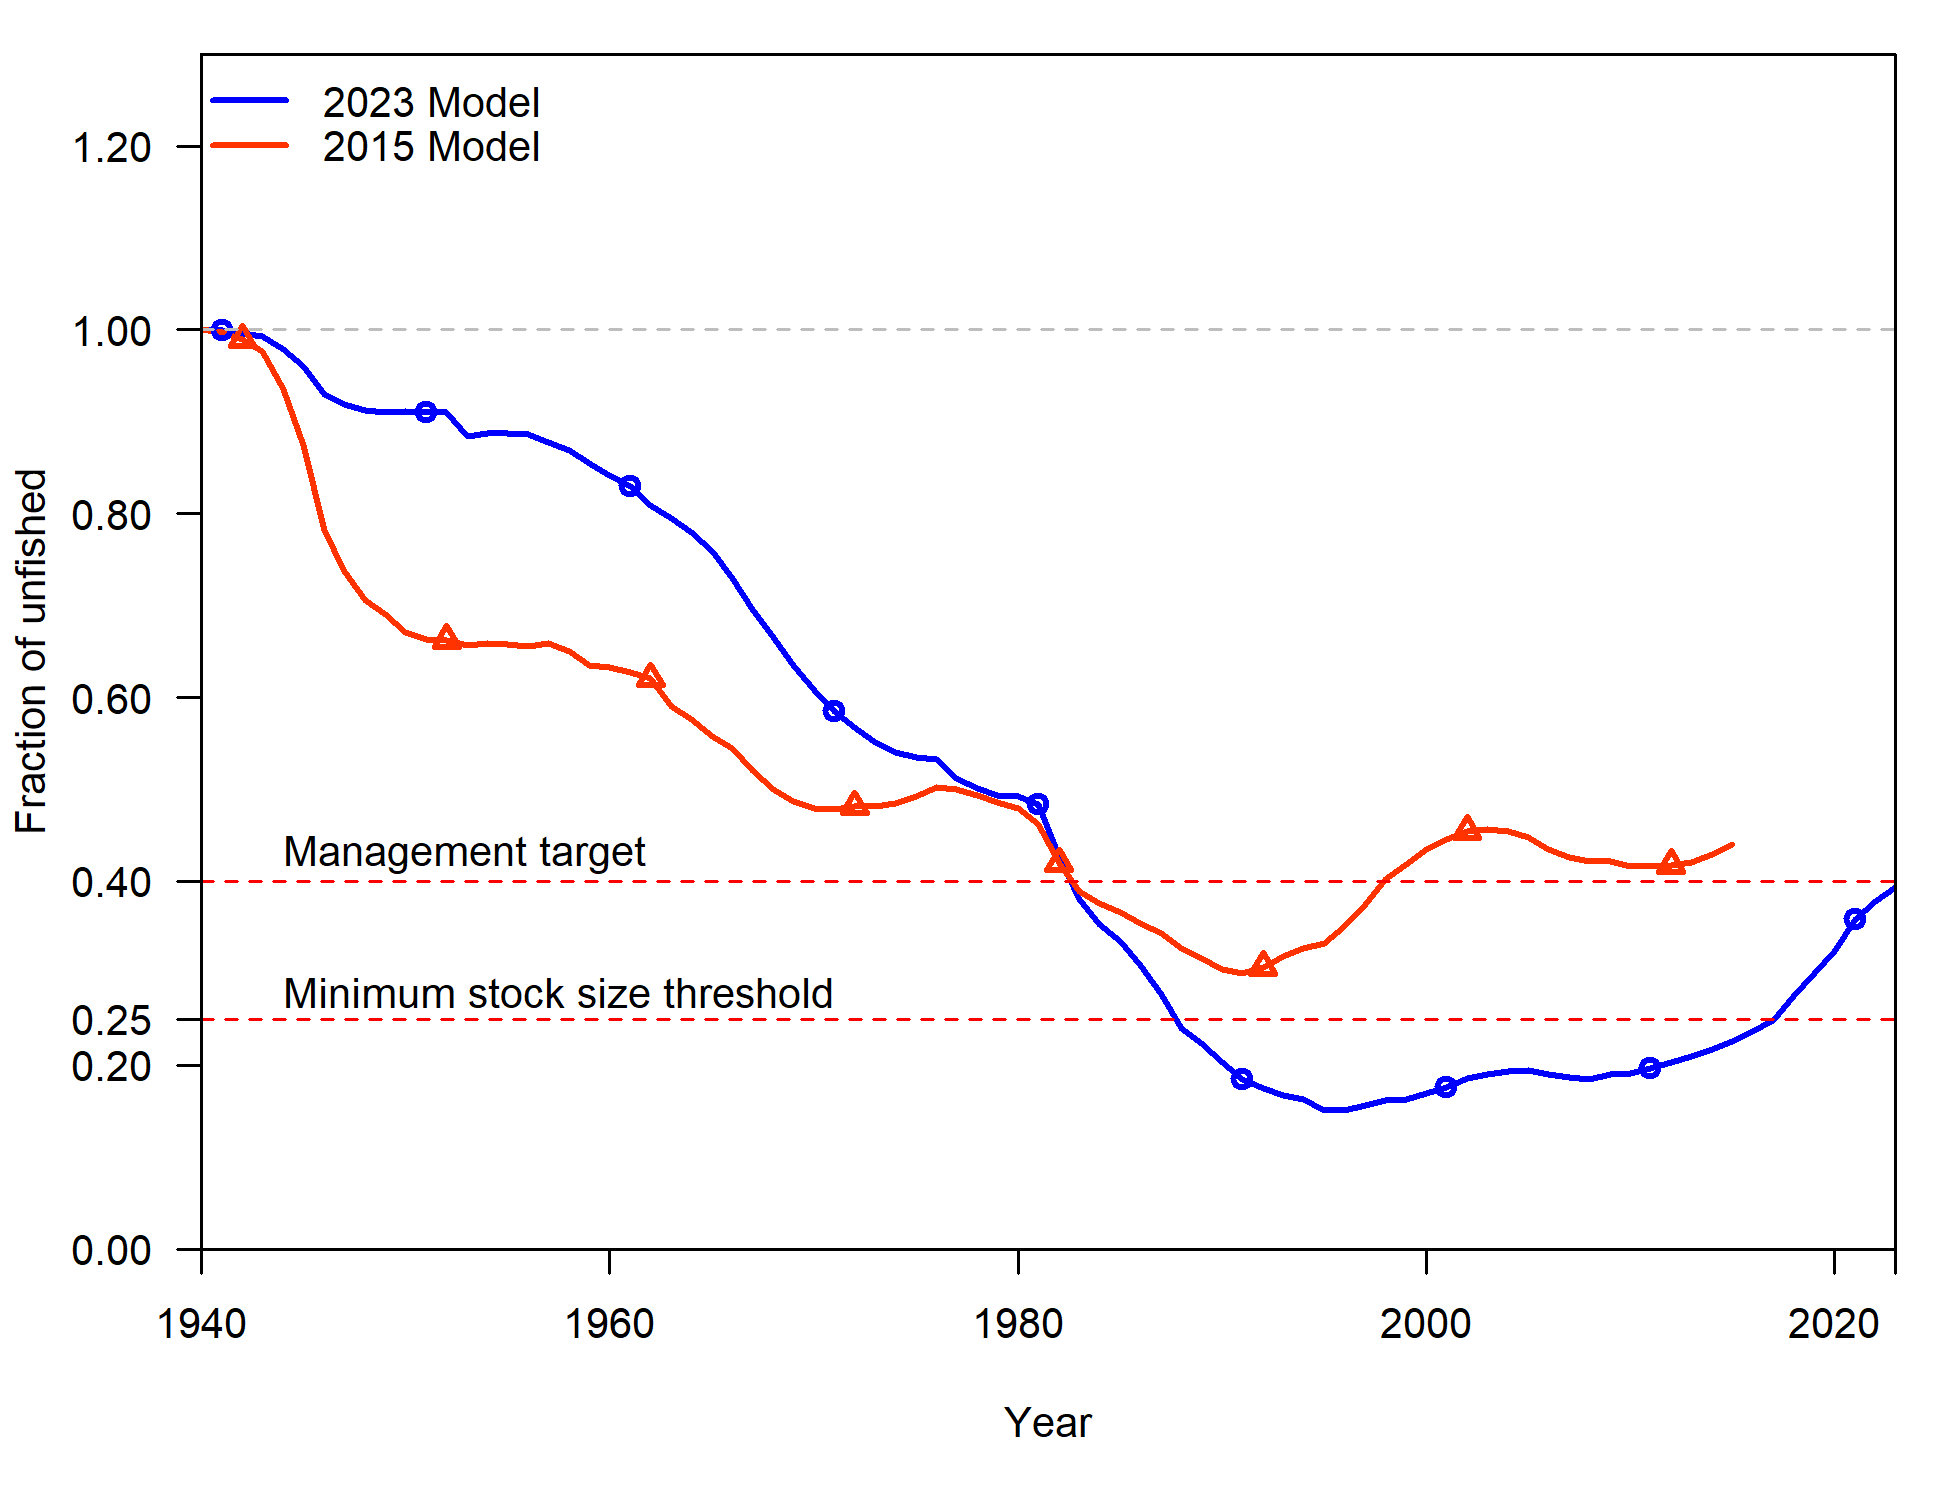 2023 Model
2015 Model
1.20
1.00
0.80
0.60
0.40
0.25
0.20
0.00
Fraction of unfished
Management target
Minimum stock size threshold
1940
1960
1980
2000
2020
Year